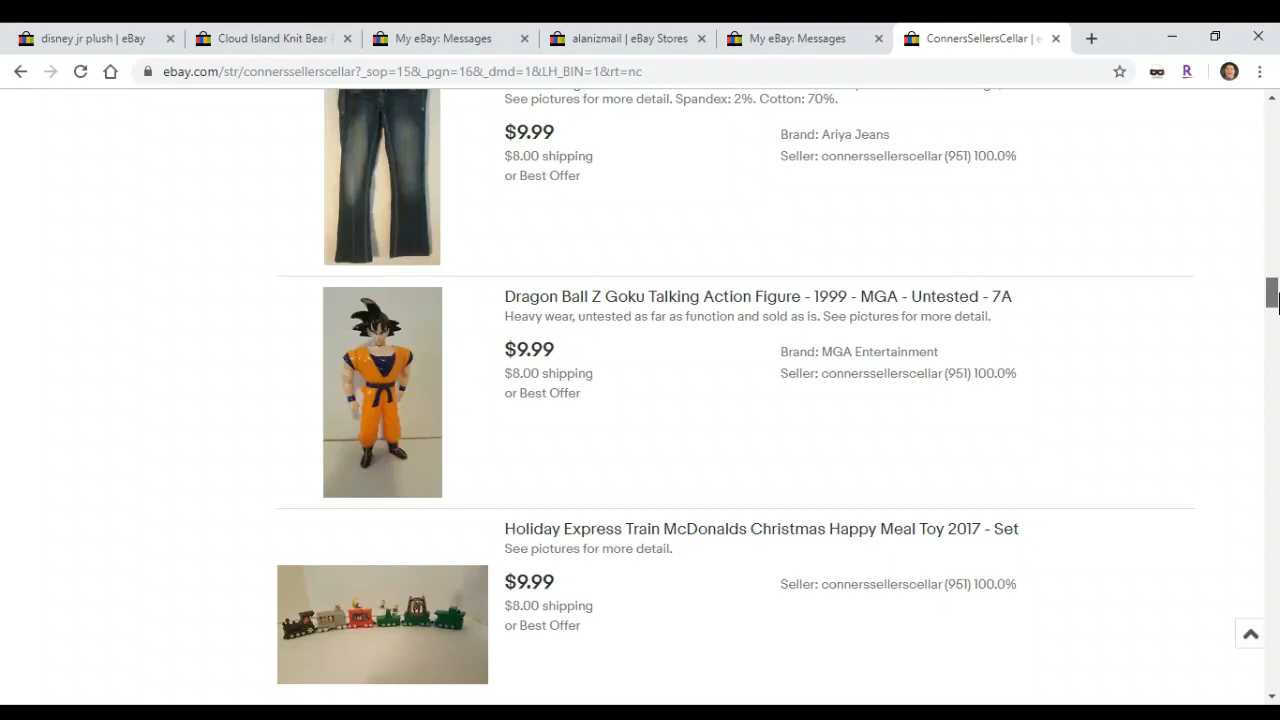 disney jr plush | eBay
Cloud Island Knit Bear
My eBay: Messages
alanizmail | eBay Stores
My eBay: Messages
ConnersSellersCellar | e
ebay.com/str/connerssellerscellar?_sop=15&_pgn=16&_dmd=1&LH_BIN=1&rt=nc
R
See pictures for more detail. Spandex: 2%. Cotton: 70%.
$9.99
Brand: Ariya Jeans
$8.00 shipping
Seller: connerssellerscellar (951) 100.0%
or Best Offer
Dragon Ball Z Goku Talking Action Figure - 1999 - MGA - Untested - 7A
Heavy wear, untested as far as function and sold as is. See pictures for more detail.
$9.99
Brand: MGA Entertainment
$8.00 shipping
Seller: connerssellerscellar (951) 100.0%
or Best Offer
Holiday Express Train McDonalds Christmas Happy Meal Toy 2017 - Set
See pictures for more detail.
$9.99
Seller: connerssellerscellar (951) 100.0%
$8.00 shipping
or Best Offer